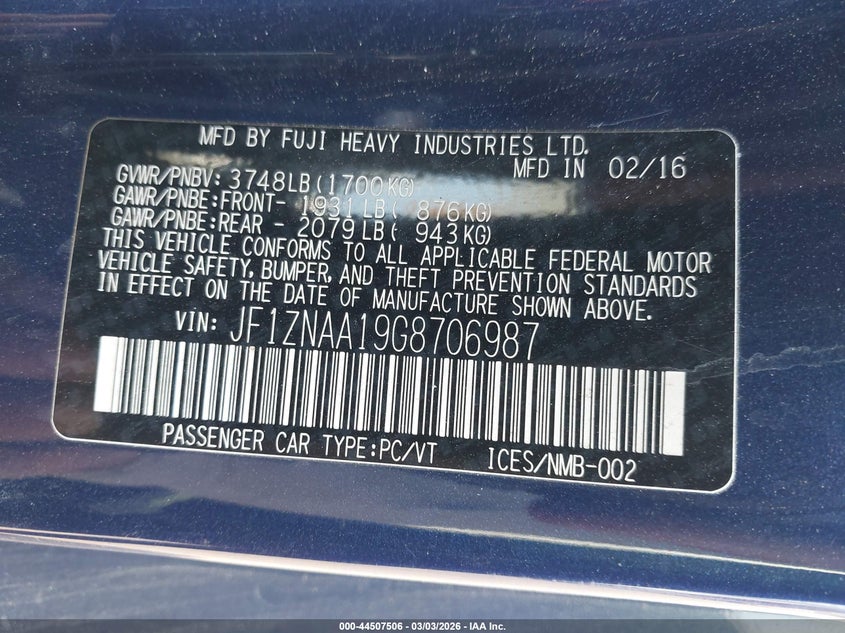 MFD BY FUJI HEAVY INDUSTRIES LTD.
MFD IN 02/16
GVWR/PNBV: 3748LB(1700KG)
GAWR/PNBE:FRONT- 1931LB( 876KG)
GAWR/PNBE:REAR - 2079LB( 943KG)
THIS VEHICLE CONFORMS TO ALL APPLICABLE FEDERAL MOTOR
VEHICLE SAFETY, BUMPER, AND THEFT PREVENTION STANDARDS
IN EFFECT ON THE DATE OF MANUFACTURE SHOWN ABOVE.
VIN: JF1ZNAA19G8706987
PASSENGER CAR TYPE:PC/VT ICES/NMB-002
000-44507506 - 03/03/2026 - IAA Inc.